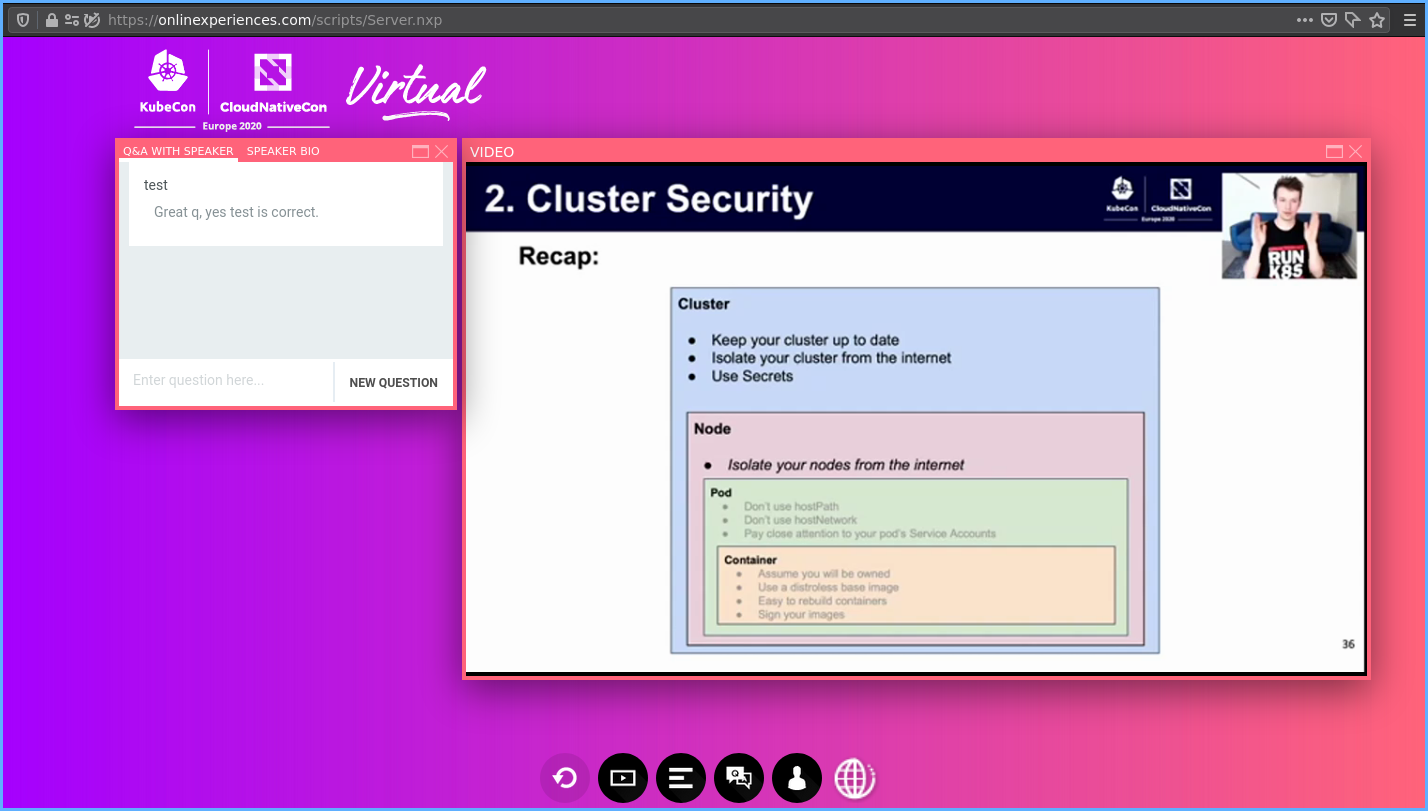 https://onlinexperiences.com/scripts/Server.nxp
KubeCon
CloudNativeCon
Europe 2020
Virtual
Q&A WITH SPEAKER
SPEAKER BIO
test
Great q, yes test is correct.
Enter question here...
NEW QUESTION
VIDEO
2. Cluster Security
KubeCon
CloudNativeCon
Europe 2020
RUN
K8S
Recap:
Cluster
● Keep your cluster up to date
● Isolate your cluster from the internet
● Use Secrets
Node
● Isolate your nodes from the internet
Pod
● Don't use hostPath
● Don't use hostNetwork
● Pay close attention to your pod's Service Accounts
Container
● Assume you will be owned
● Use a distroless base image
● Easy to rebuild containers
● Sign your images
36